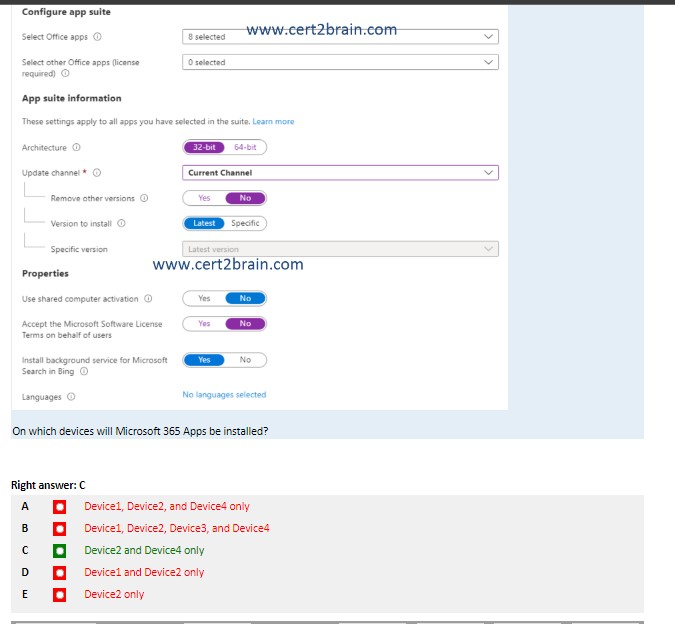 Configure app suite
www.cert2brain.com
Select Office apps
8 selected
Select other Office apps (license required)
0 selected
App suite information
These settings apply to all apps you have selected in the suite. Learn more
Architecture
32-bit 64-bit
Update channel *
Current Channel
Remove other versions
Yes No
Version to install
Latest Specific
Specific version
Latest version
www.cert2brain.com
Properties
Use shared computer activation
Yes No
Accept the Microsoft Software License
Terms on behalf of users
Yes No
Install background service for Microsoft
Search in Bing
Yes No
Languages
No languages selected
On which devices will Microsoft 365 Apps be installed?
Right answer: C
A Device1, Device2, and Device4 only
B Device1, Device2, Device3, and Device4
C Device2 and Device4 only
D Device1 and Device2 only
E Device2 only